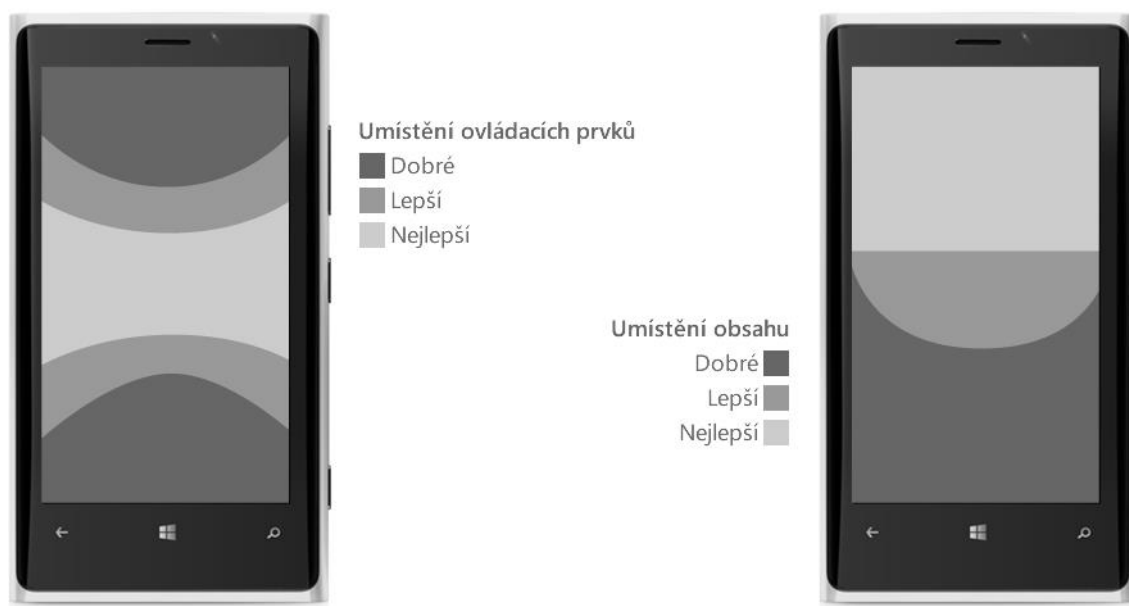 Umístění ovládacích prvků
Dobré
Lepší
Nejlepší
Umístění obsahu
Dobré
Lepší
Nejlepší